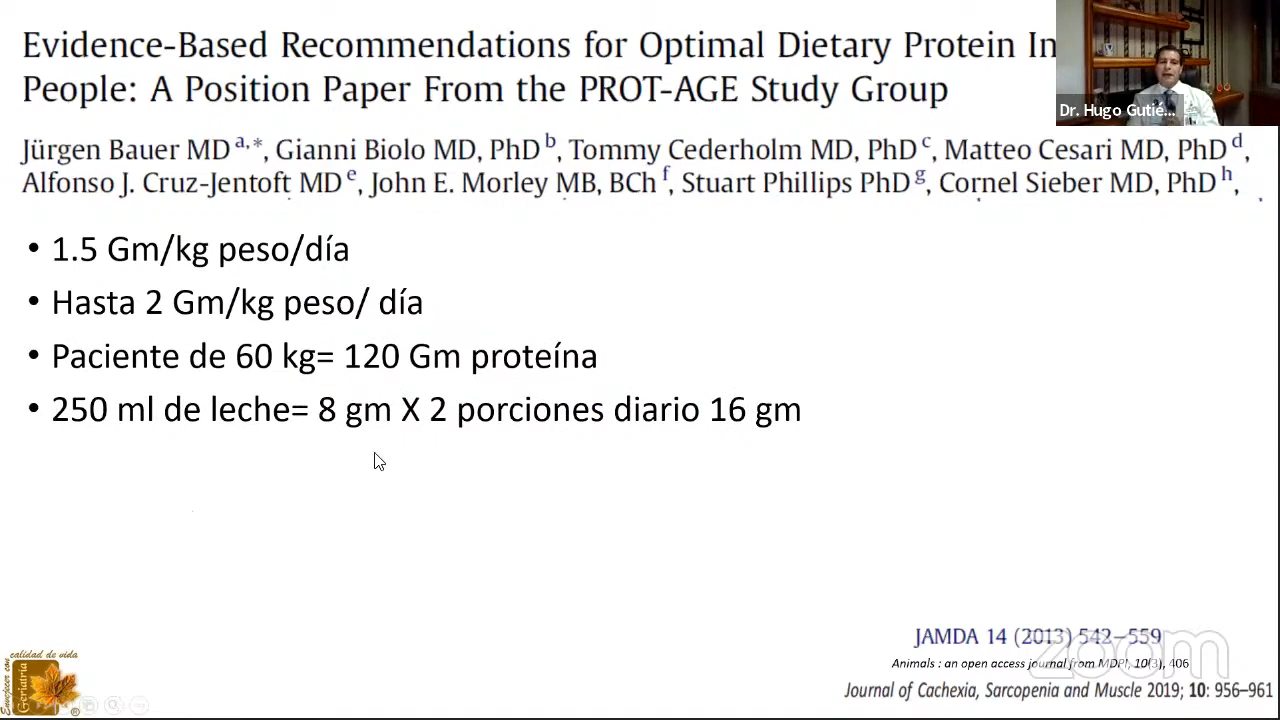 Evidence-Based Recommendations for Optimal Dietary Protein In
People: A Position Paper From the PROT-AGE Study Group
Dr. Hugo Gutié...
Jürgen Bauer MD a,*, Gianni Biolo MD, PhD b, Tommy Cederholm MD, PhD c, Matteo Cesari MD, PhD d,
Alfonso J. Cruz-Jentoft MD e, John E. Morley MB, BCh f, Stuart Phillips PhD g, Cornel Sieber MD, PhD h,
• 1.5 Gm/kg peso/día
• Hasta 2 Gm/kg peso/ día
• Paciente de 60 kg= 120 Gm proteína
• 250 ml de leche= 8 gm X 2 porciones diario 16 gm
JAMDA 14 (2013) 542–559
zoom
Animals : an open access journal from MDPI, 10(3), 406
Journal of Cachexia, Sarcopenia and Muscle 2019; 10: 956–961
Envejecer con
calidad de vida
Geriatría
®